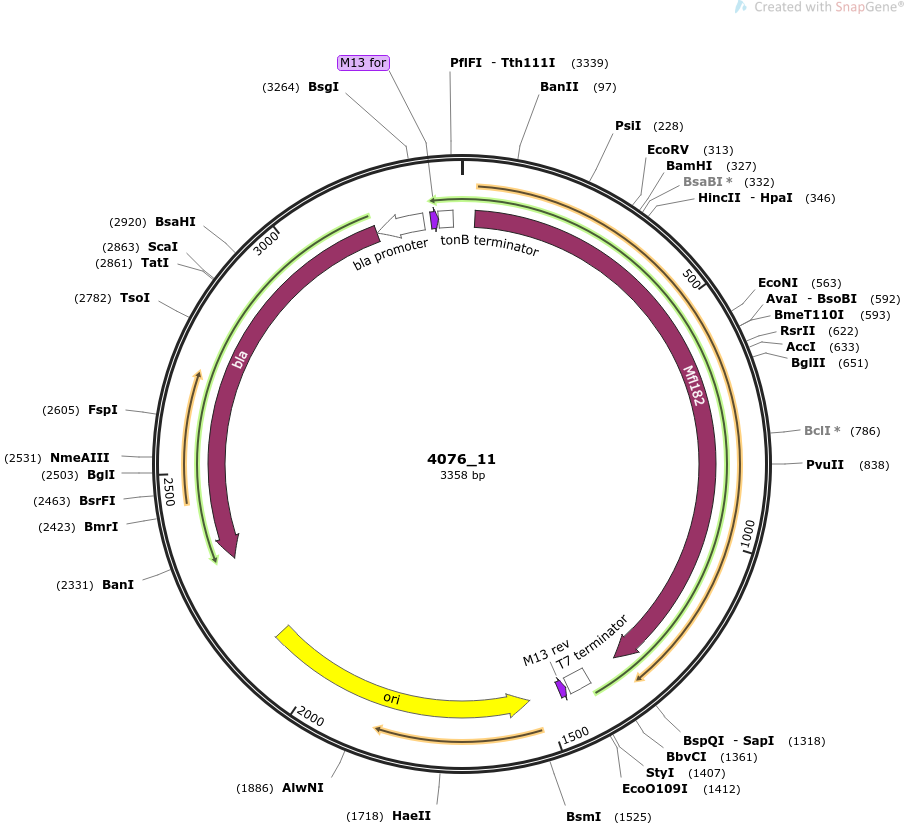 Created with SnapGene®
M13 for
PflFI - Tth111I (3339)
(3264) BsgI
BanII (97)
PsiI (228)
EcoRV (313)
BamHI (327)
BsaBI * (332)
HincII - HpaI (346)
(2920) BsaHI
(2863) ScaI
(2861) TatI
(2782) TsoI
3000
bla promoter
tonB terminator
500
EcoNI (563)
AvaI - BsoBI (592)
BmeT110I (593)
RsrII (622)
AccI (633)
BglII (651)
bla
Mfl182
(2605) FspI
BclI * (786)
(2531) NmeAIII
(2503) BglI
(2463) BsrFI
(2423) BmrI
2500
4076_11
3358 bp
PvuII (838)
1000
(2331) BanI
M13 rev
T7 terminator
ori
2000
1500
BspQI - SapI (1318)
BbvCI (1361)
StyI (1407)
EcoO109I (1412)
(1886) AlwNI
(1718) HaeII
BsmI (1525)